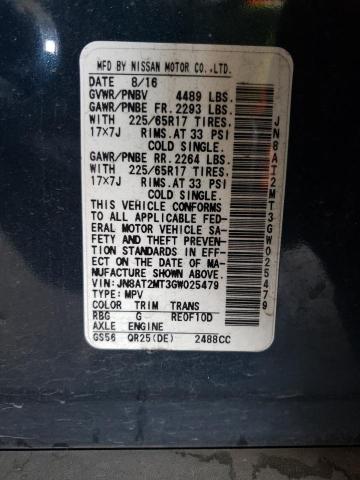 MFD BY NISSAN MOTOR CO.,LTD.
DATE 8/16
GVWR/PNBV 4489 LBS.
GAWR/PNBE FR. 2293 LBS.
WITH 225/65R17 TIRES.
17x7J RIMS.AT 33 PSI
COLD SINGLE.
GAWR/PNBE RR. 2264 LBS.
WITH 225/65R17 TIRES.
17x7J RIMS.AT 33 PSI
COLD SINGLE.
THIS VEHICLE CONFORMS
TO ALL APPLICABLE FED-
ERAL MOTOR VEHICLE SA-
FETY AND THEFT PREVEN-
TION STANDARDS IN EFF-
ECT ON THE DATE OF MA-
NUFACTURE SHOWN ABOVE.
VIN:JN8AT2MT3GW025479
TYPE: MPV
COLOR TRIM TRANS
RBG G RE0F10D
AXLE ENGINE
GS56 QR25(DE) 2488CC
JN8AT2MT3GW025479